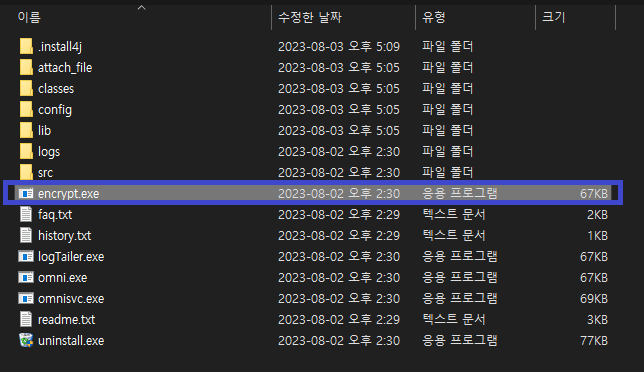 이름 수정한 날짜 유형 크기
.install4j 2023-08-03 오후 5:09 파일 폴더
attach_file 2023-08-03 오후 5:05 파일 폴더
classes 2023-08-03 오후 5:05 파일 폴더
config 2023-08-03 오후 5:05 파일 폴더
lib 2023-08-03 오후 5:05 파일 폴더
logs 2023-08-02 오후 2:30 파일 폴더
src 2023-08-02 오후 2:30 파일 폴더
encrypt.exe 2023-08-02 오후 2:30 응용 프로그램 67KB
faq.txt 2023-08-02 오후 2:29 텍스트 문서 2KB
history.txt 2023-08-02 오후 2:29 텍스트 문서 1KB
logTailer.exe 2023-08-02 오후 2:30 응용 프로그램 67KB
omni.exe 2023-08-02 오후 2:30 응용 프로그램 67KB
omnisvc.exe 2023-08-02 오후 2:30 응용 프로그램 69KB
readme.txt 2023-08-02 오후 2:29 텍스트 문서 3KB
uninstall.exe 2023-08-02 오후 2:30 응용 프로그램 77KB